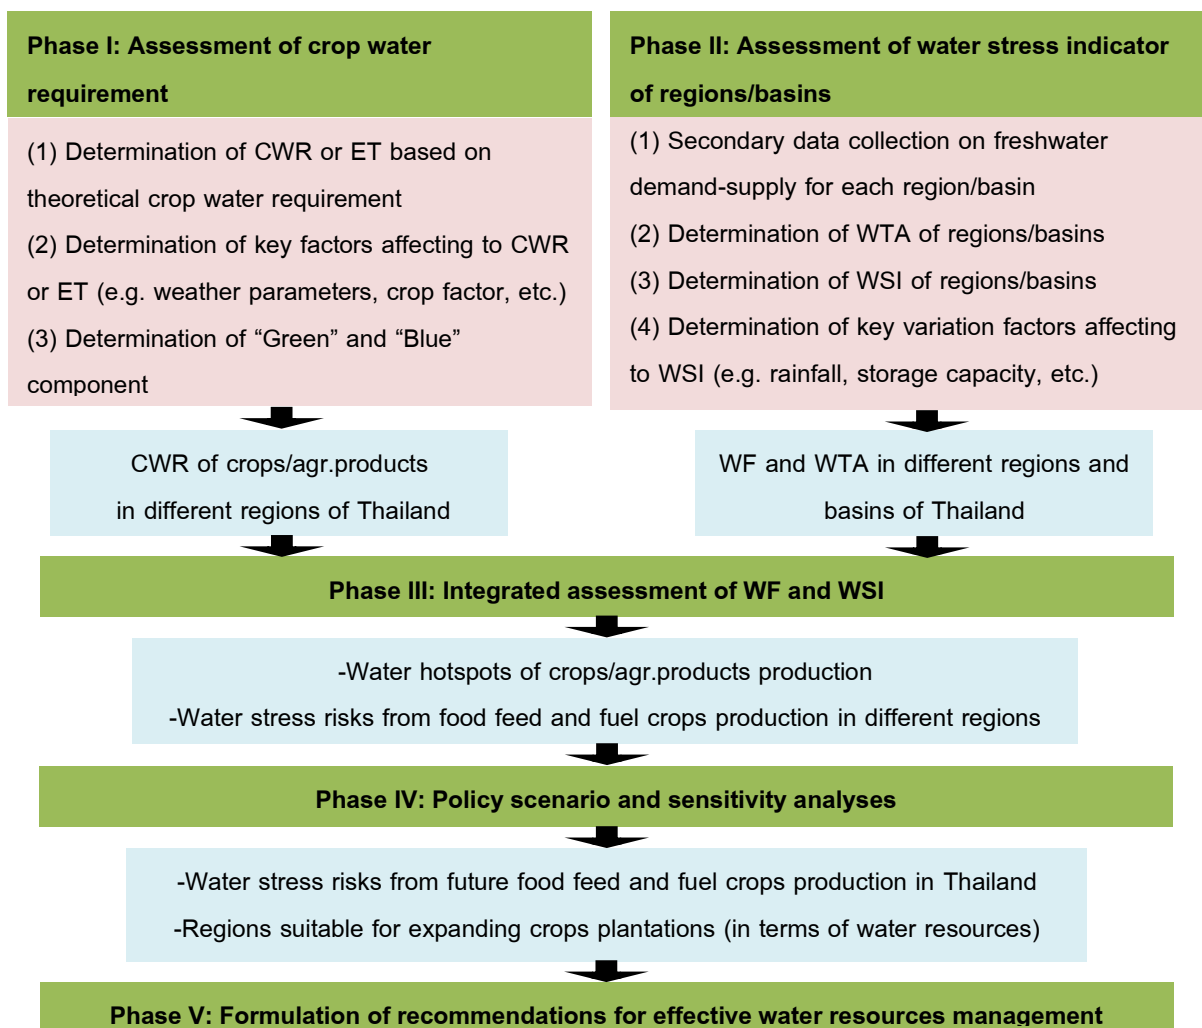 Phase I: Assessment of crop water
requirement
(1) Determination of CWR or ET based on
theoretical crop water requirement
(2) Determination of key factors affecting to CWR
or ET (e.g. weather parameters, crop factor, etc.)
(3) Determination of “Green” and “Blue”
component
Phase II: Assessment of water stress indicator
of regions/basins
(1) Secondary data collection on freshwater
demand-supply for each region/basin
(2) Determination of WTA of regions/basins
(3) Determination of WSI of regions/basins
(4) Determination of key variation factors affecting
to WSI (e.g. rainfall, storage capacity, etc.)
CWR of crops/agr.products
in different regions of Thailand
WF and WTA in different regions and
basins of Thailand
Phase III: Integrated assessment of WF and WSI
-Water hotspots of crops/agr.products production
-Water stress risks from food feed and fuel crops production in different regions
Phase IV: Policy scenario and sensitivity analyses
-Water stress risks from future food feed and fuel crops production in Thailand
-Regions suitable for expanding crops plantations (in terms of water resources)
Phase V: Formulation of recommendations for effective water resources management